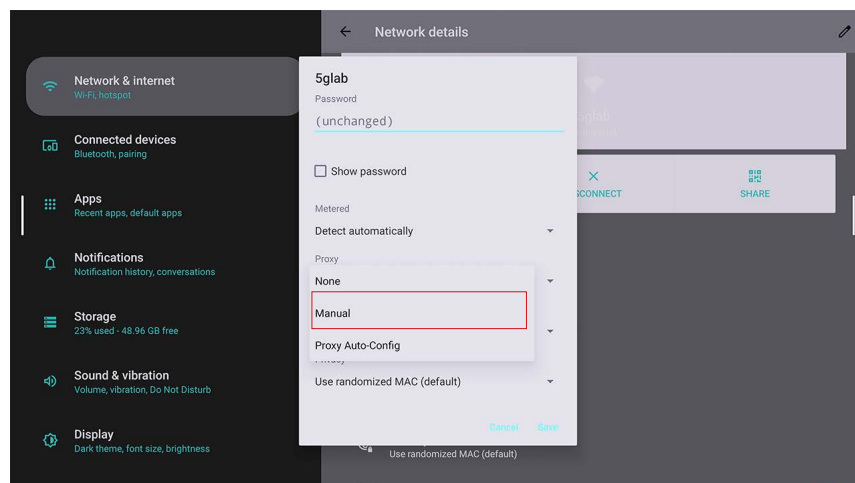 Network & internet
Wi-Fi, hotspot
Connected devices
Bluetooth, pairing
Apps
Recent apps, default apps
Notifications
Notification history, conversations
Storage
23% used - 48.96 GB free
Sound & vibration
Volume, vibration, Do Not Disturb
Display
Dark theme, font size, brightness
Network details
5glab
SCONNECT
SHARE
5glab
Password
(unchanged)
Show password
Metered
Detect automatically
Proxy
None
Manual
Proxy Auto-Config
Privacy
Use randomized MAC (default)
Cancel
Save
Use randomized MAC (default)